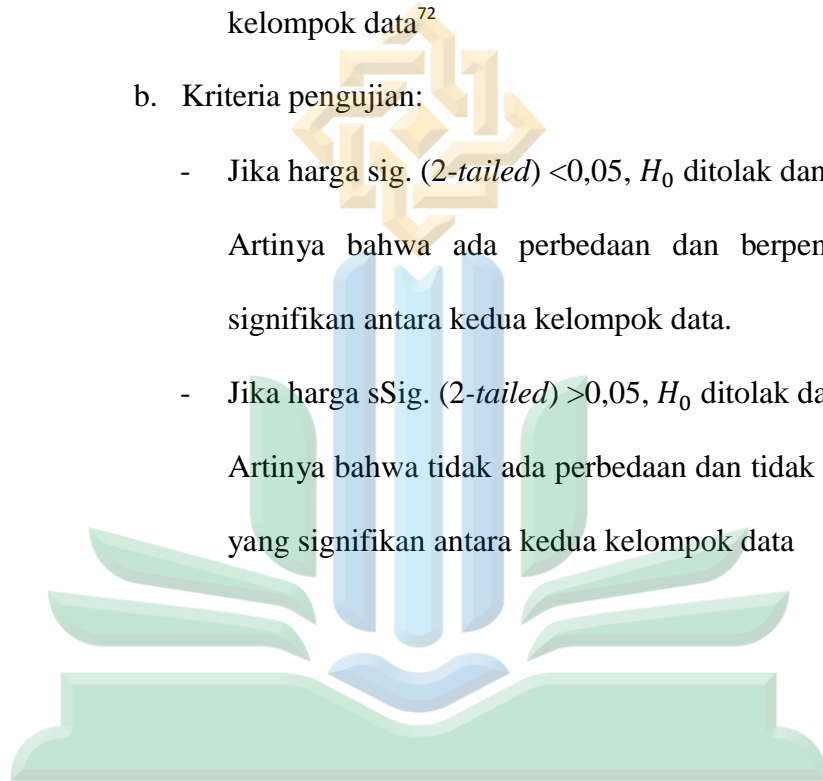 kelompok data⁷²
b. Kriteria pengujian:
- Jika harga sig. (2-tailed) <0,05, H₀ ditolak dan
Artinya bahwa ada perbedaan dan
signifikan antara kedua kelompok data.
- Jika harga sSig. (2-tailed) >0,05, H₀ ditolak
Artinya bahwa tidak ada perbedaan dan tidak
yang signifikan antara kedua kelompok data